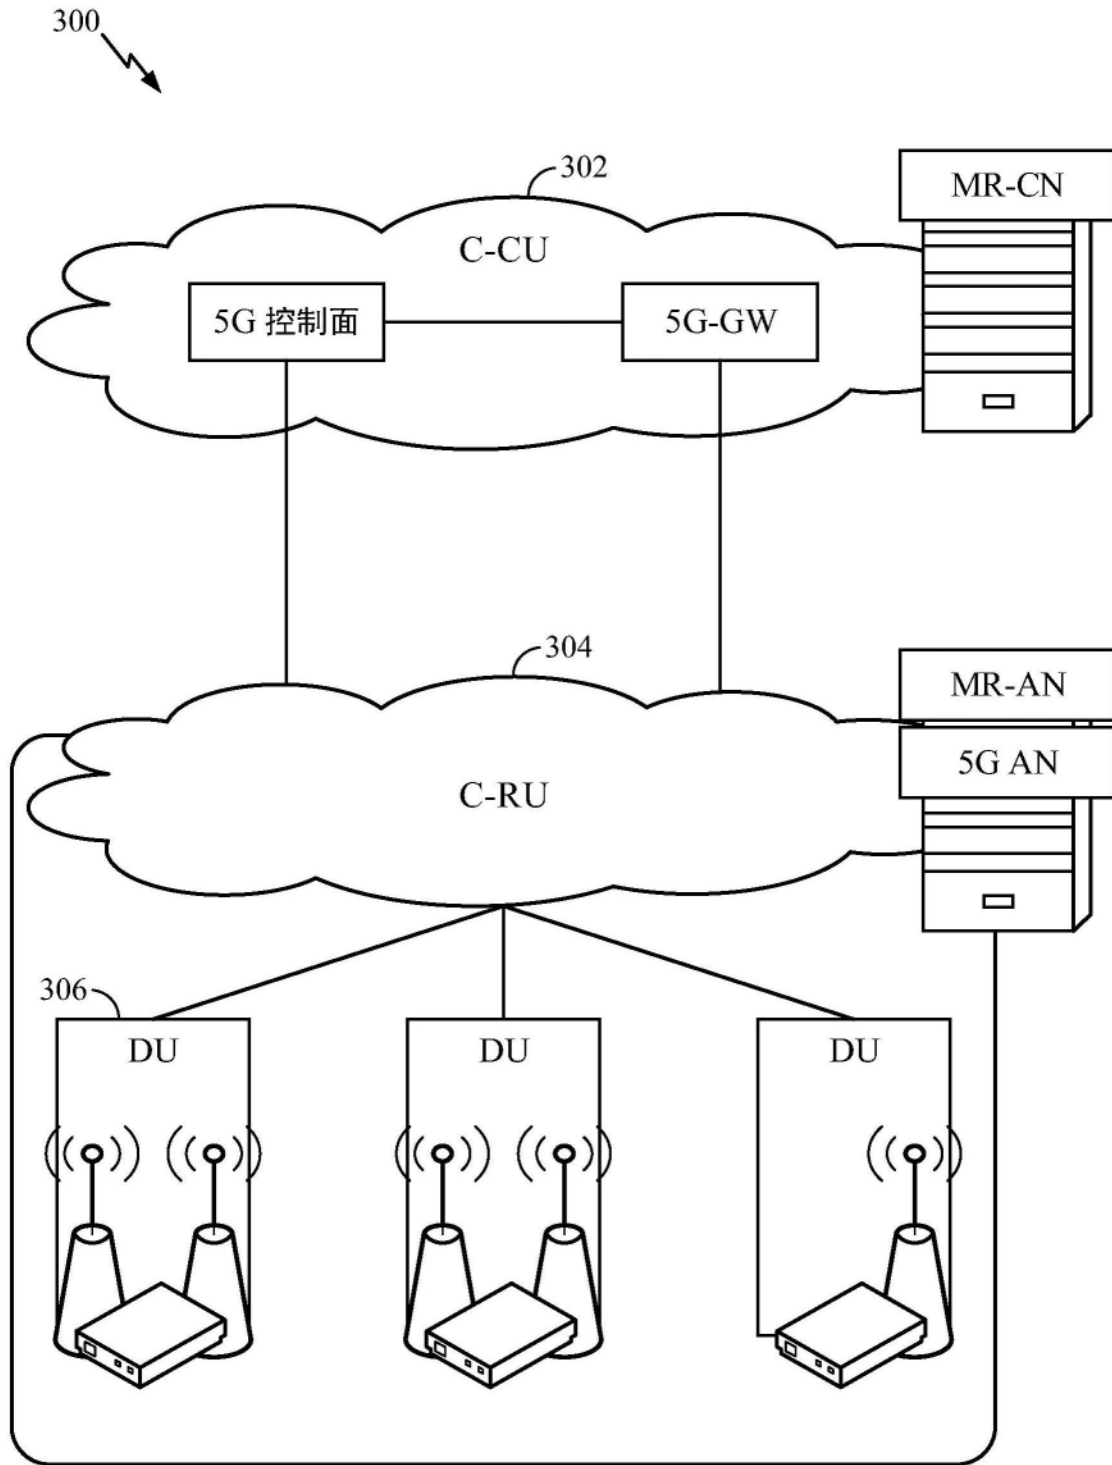 300
302
MR-CN
C-CU
5G 控制面
5G-GW
304
MR-AN
5G AN
C-RU
306
DU
DU
DU